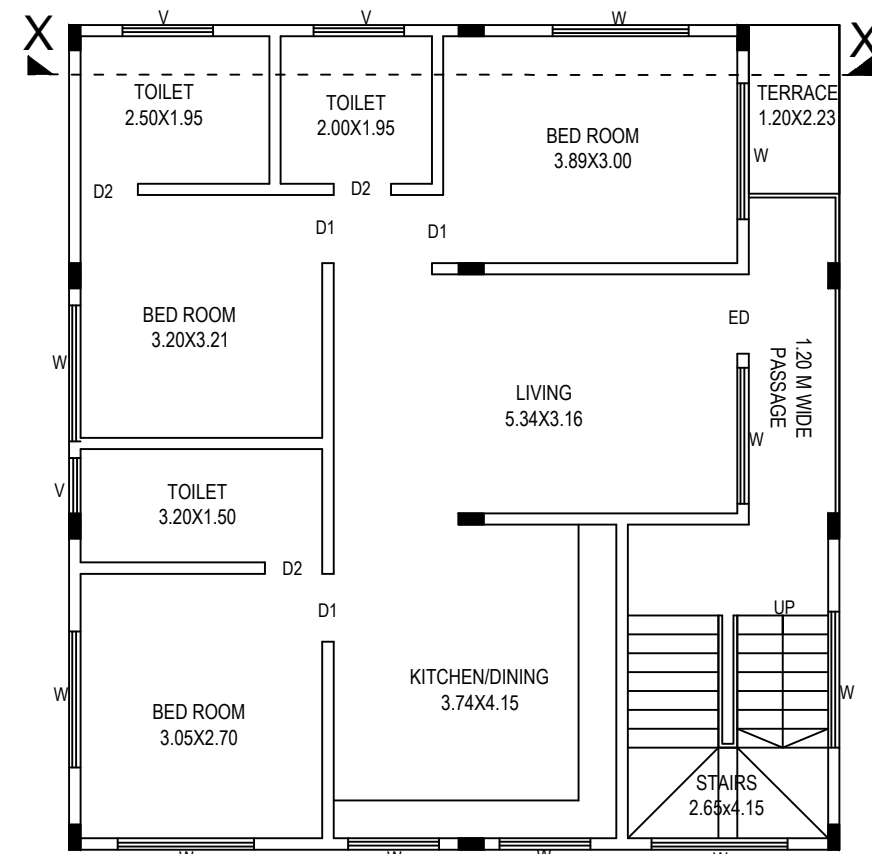 V
V
W
X
X
TOILET
2.50X1.95
TOILET
2.00X1.95
BED ROOM
3.89X3.00
TERRACE
1.20X2.23
W
D2
D2
D1
D1
BED ROOM
3.20X3.21
ED
1.20 M WIDE
PASSAGE
W
LIVING
5.34X3.16
W
TOILET
3.20X1.50
V
D2
D1
UP
KITCHEN/DINING
3.74X4.15
W
BED ROOM
3.05X2.70
W
STAIRS
2.65x4.15
W
W
W
W